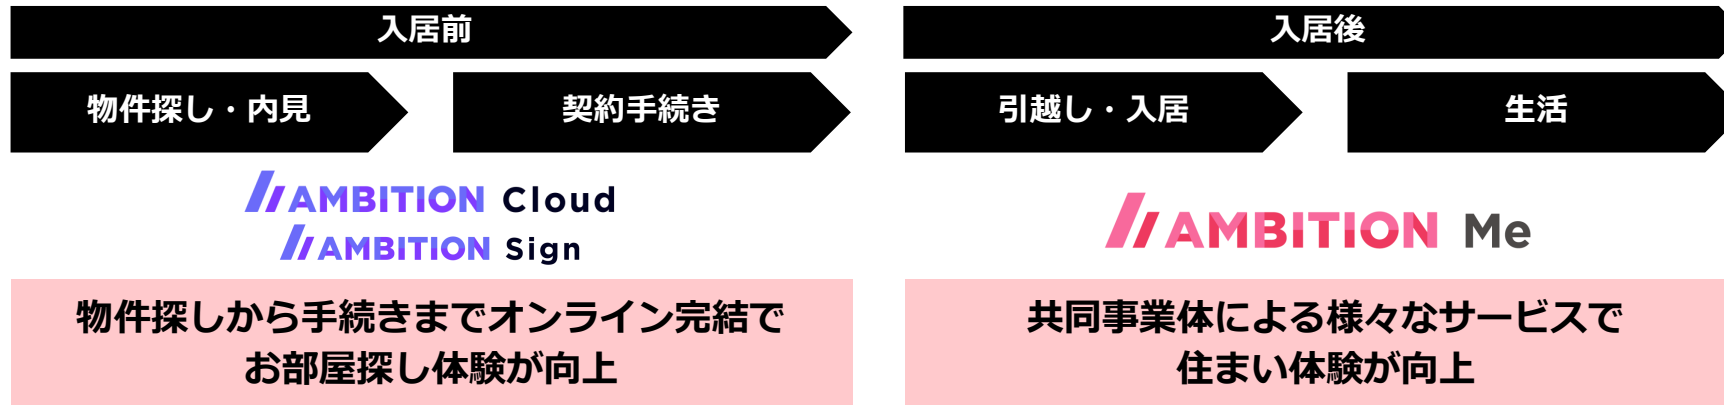 入居前
物件探し・内見
契約手続き
AMBITION Cloud
AMBITION Sign
物件探しから手続きまでオンライン完結で
お部屋探し体験が向上
入居後
引越し・入居
生活
AMBITION Me
共同事業体による様々なサービスで
住まい体験が向上